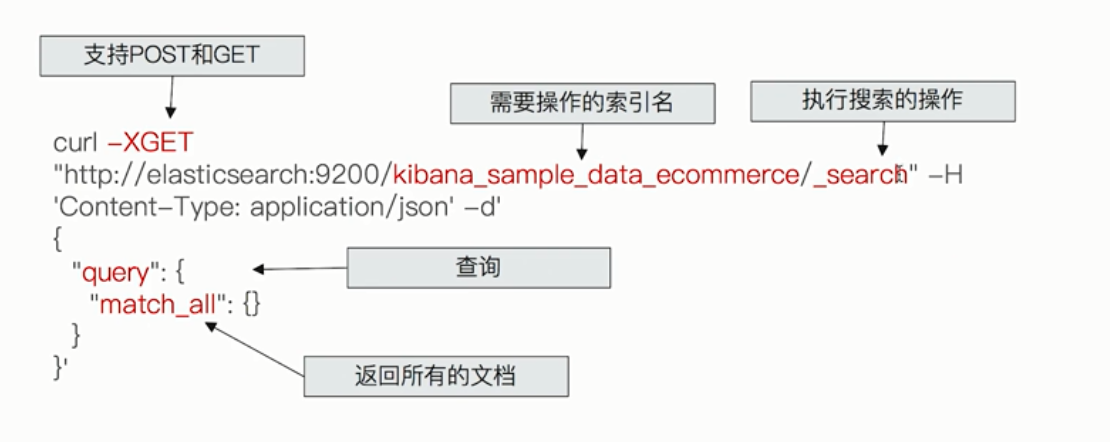 支持POST和GET
需要操作的索引名
执行搜索的操作
curl -XGET
"http://elasticsearch:9200/kibana_sample_data_ecommerce/_search" -H
'Content-Type: application/json' -d'
{
"query": {
查询
"match_all": {}
}
}'
返回所有的文档